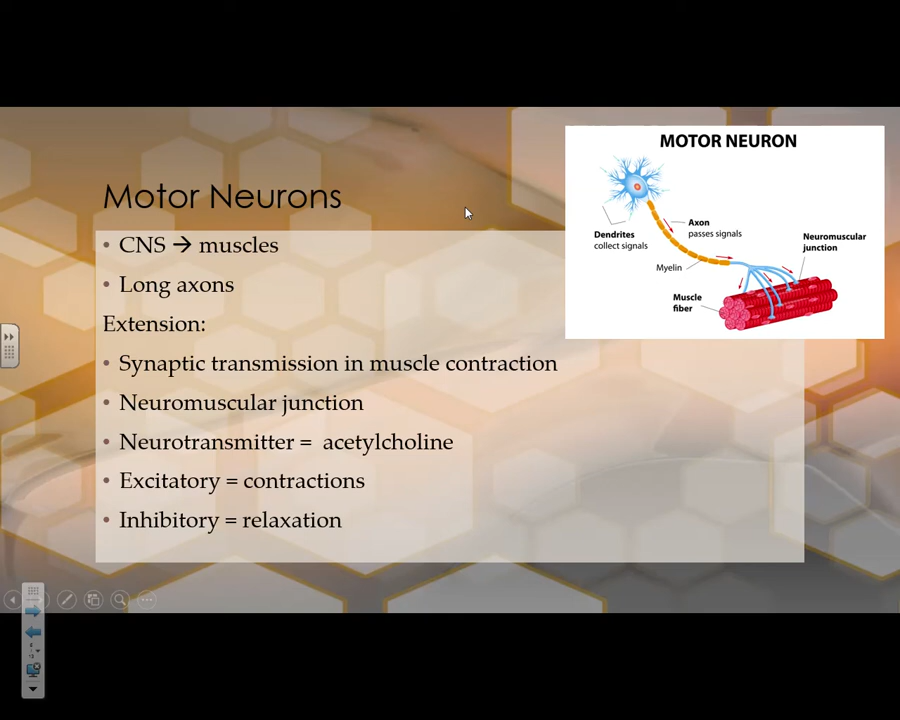 Motor Neurons
• CNS → muscles
• Long axons
Extension:
• Synaptic transmission in muscle contraction
• Neuromuscular junction
• Neurotransmitter = acetylcholine
• Excitatory = contractions
• Inhibitory = relaxation
MOTOR NEURON
Dendrites
collect signals
Axon
passes signals
Myelin
Neuromuscular
junction
Muscle
fiber